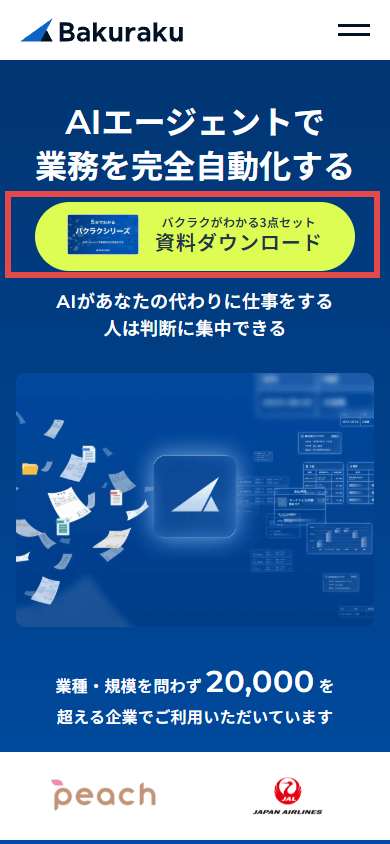 Bakuraku
AIエージェントで
業務を完全自動化する
5分でわかる
バクラクシリーズ
バクラクがわかる3点セット
資料ダウンロード
AIがあなたの代わりに仕事をする
人は判断に集中できる
業種・規模を問わず 20,000 を
超える企業でご利用いただいています
peach
JAL
JAPAN AIRLINES